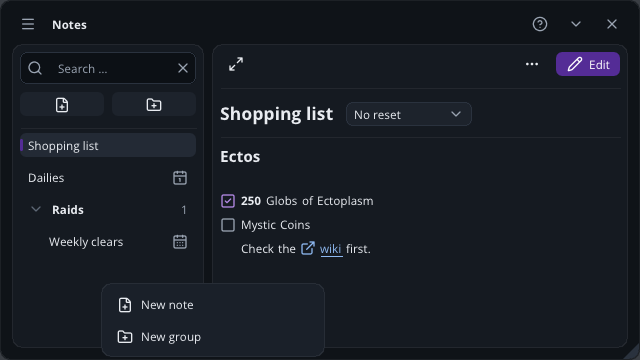 Notes
Search ...
Shopping list
Dailies
Raids 1
Weekly clears
New note
New group
Edit
Shopping list No reset
Ectos
250 Globs of Ectoplasm
Mystic Coins
Check the wiki first.